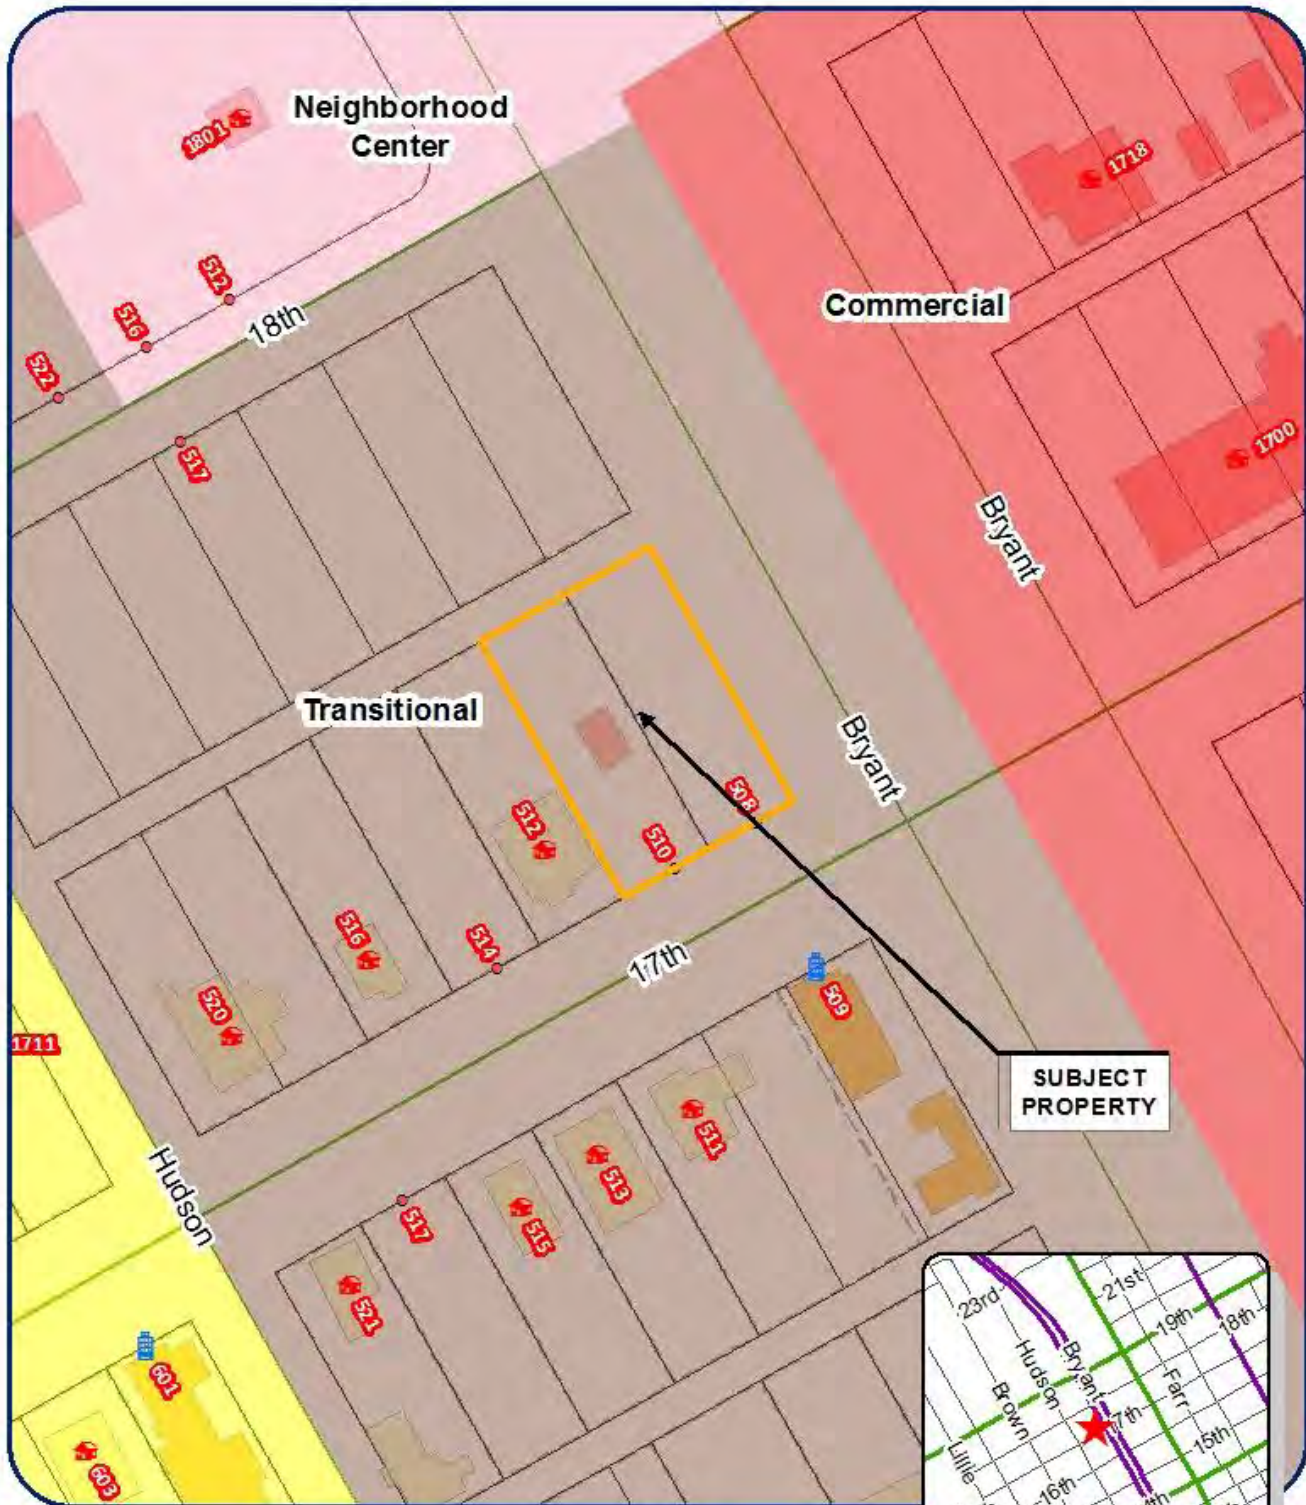 Neighborhood
Center
1801
1718
512
516
18th
522
Commercial
517
1700
Bryant
Transitional
Bryant
508
512
510
516
514
17th
520
509
1711
SUBJECT
PROPERTY
511
513
Hudson
515
517
521
601
603
23rd
21st
19th
18th
Hudson
Bryant
Brown
Farr
17th
15th
Lillie
16th